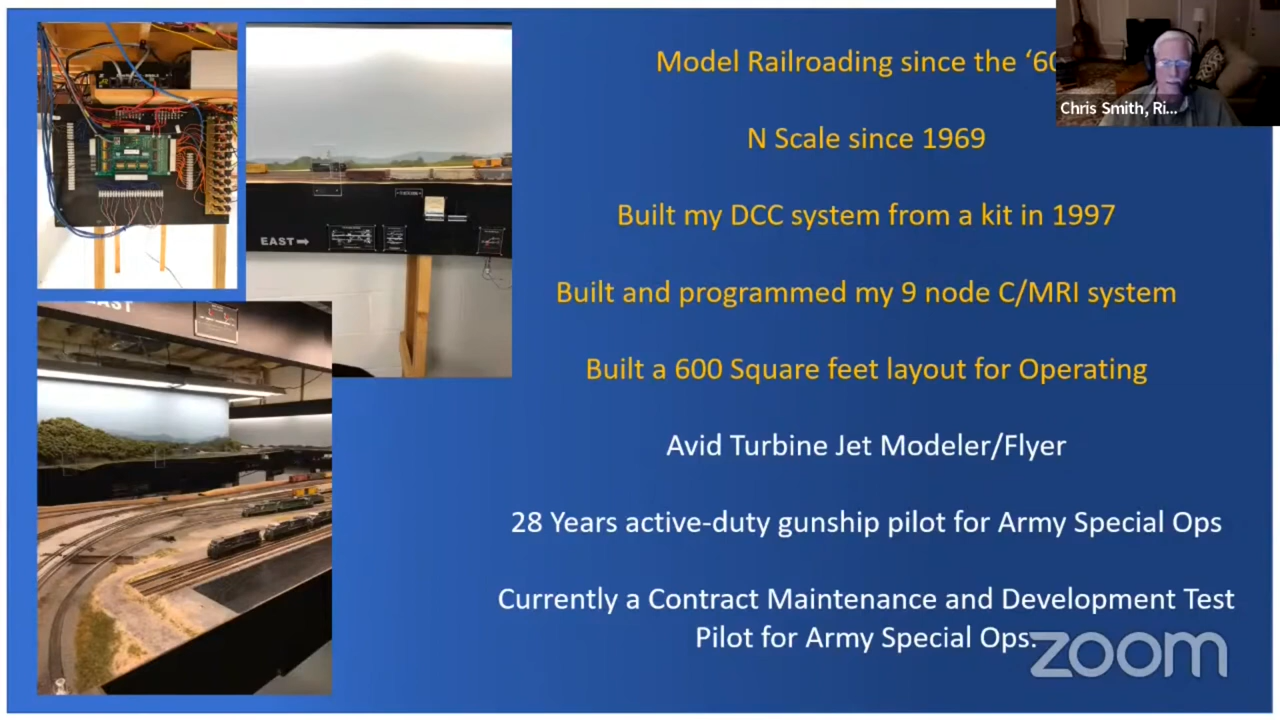 Model Railroading since the ‘60
Chris Smith, Ri...
N Scale since 1969
Built my DCC system from a kit in 1997
EAST
Built and programmed my 9 node C/MRI system
Built a 600 Square feet layout for Operating
Avid Turbine Jet Modeler/Flyer
28 Years active-duty gunship pilot for Army Special Ops
Currently a Contract Maintenance and Development Test
Pilot for Army Special Ops.
zoom